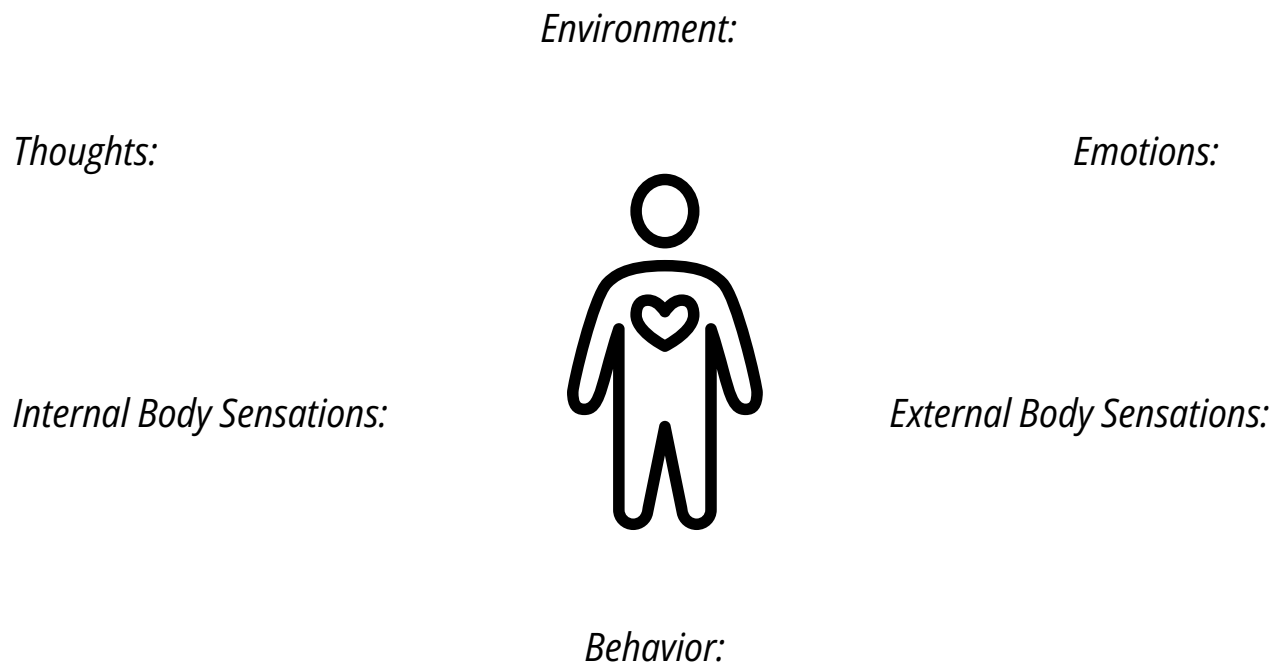 Environment:
Thoughts:
Emotions:
Internal Body Sensations:
External Body Sensations:
Behavior: